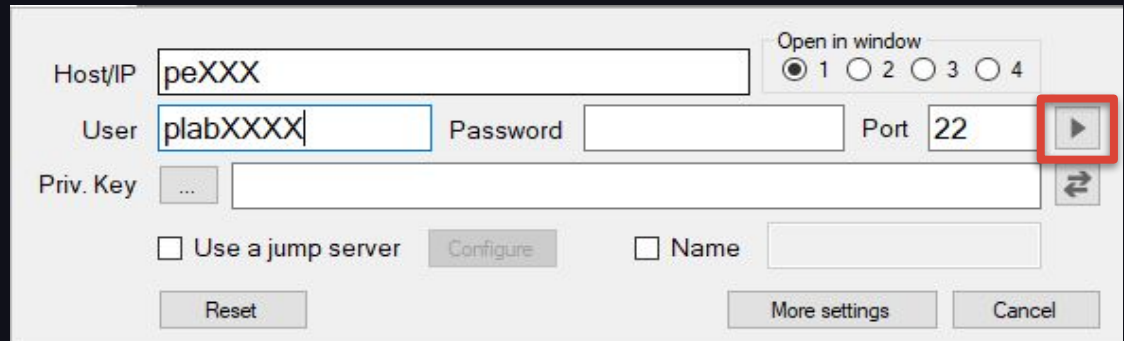 Open in window
Host/IP peXXX 1 2 3 4
User plabXXXX Password Port 22
Priv. Key ...
Use a jump server Configure Name
Reset More settings Cancel